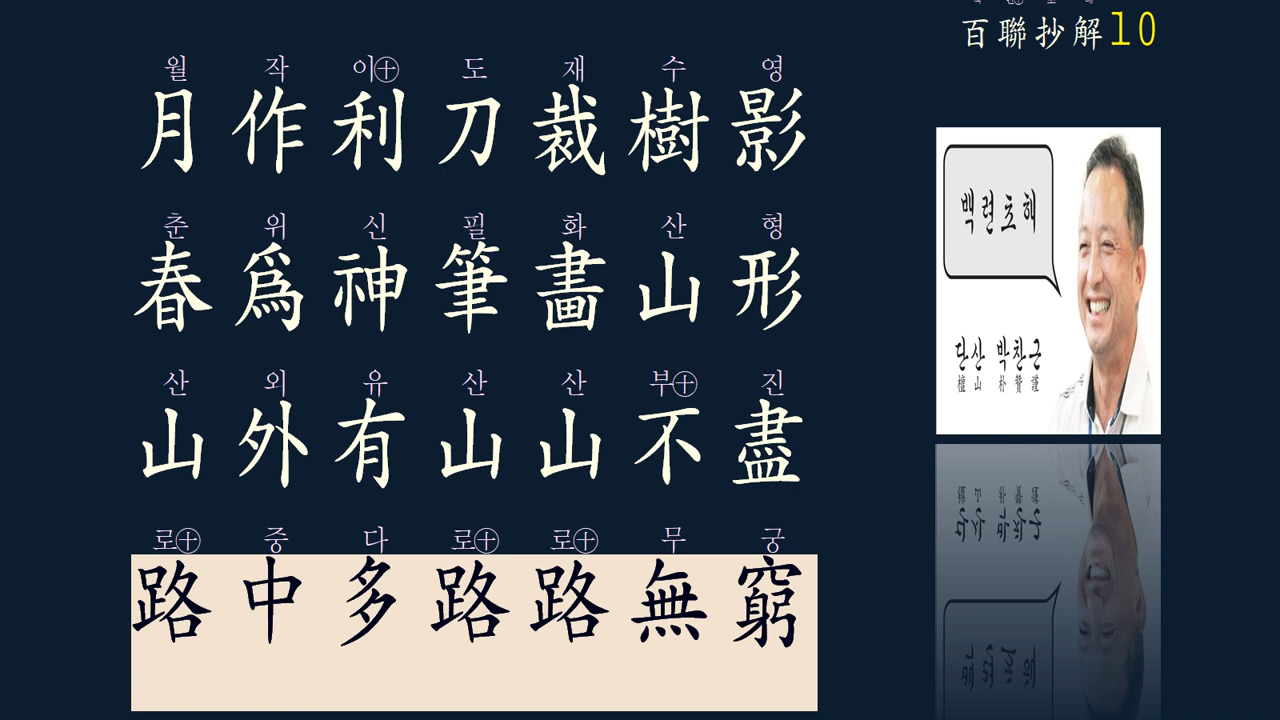 百聯抄解10
월 작 이㊉ 도 재 수 영
月作利刀裁樹影
춘 위 신 필 화 산 형
春爲神筆畵山形
산 외 유 산 산 부㊉ 진
山外有山山不盡
로㊉ 중 다 로㊉ 로㊉ 무 궁
路中多路路無窮
백련초해
단산 박찬근
檀山 朴贊謹